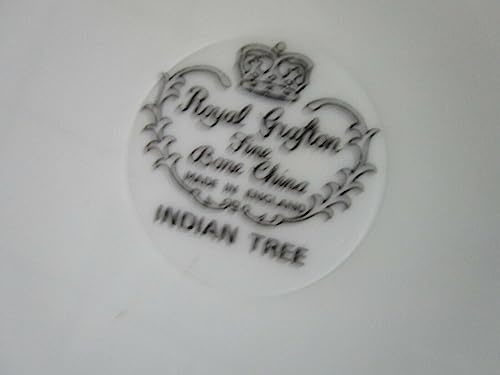 Royal Grafton
Fine
Bone China
MADE IN ENGLAND
INDIAN TREE